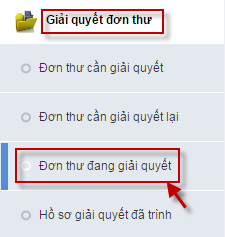 Giải quyết đơn thư
Đơn thư cần giải quyết
Đơn thư cần giải quyết lại
Đơn thư đang giải quyết
Hồ sơ giải quyết đã trình